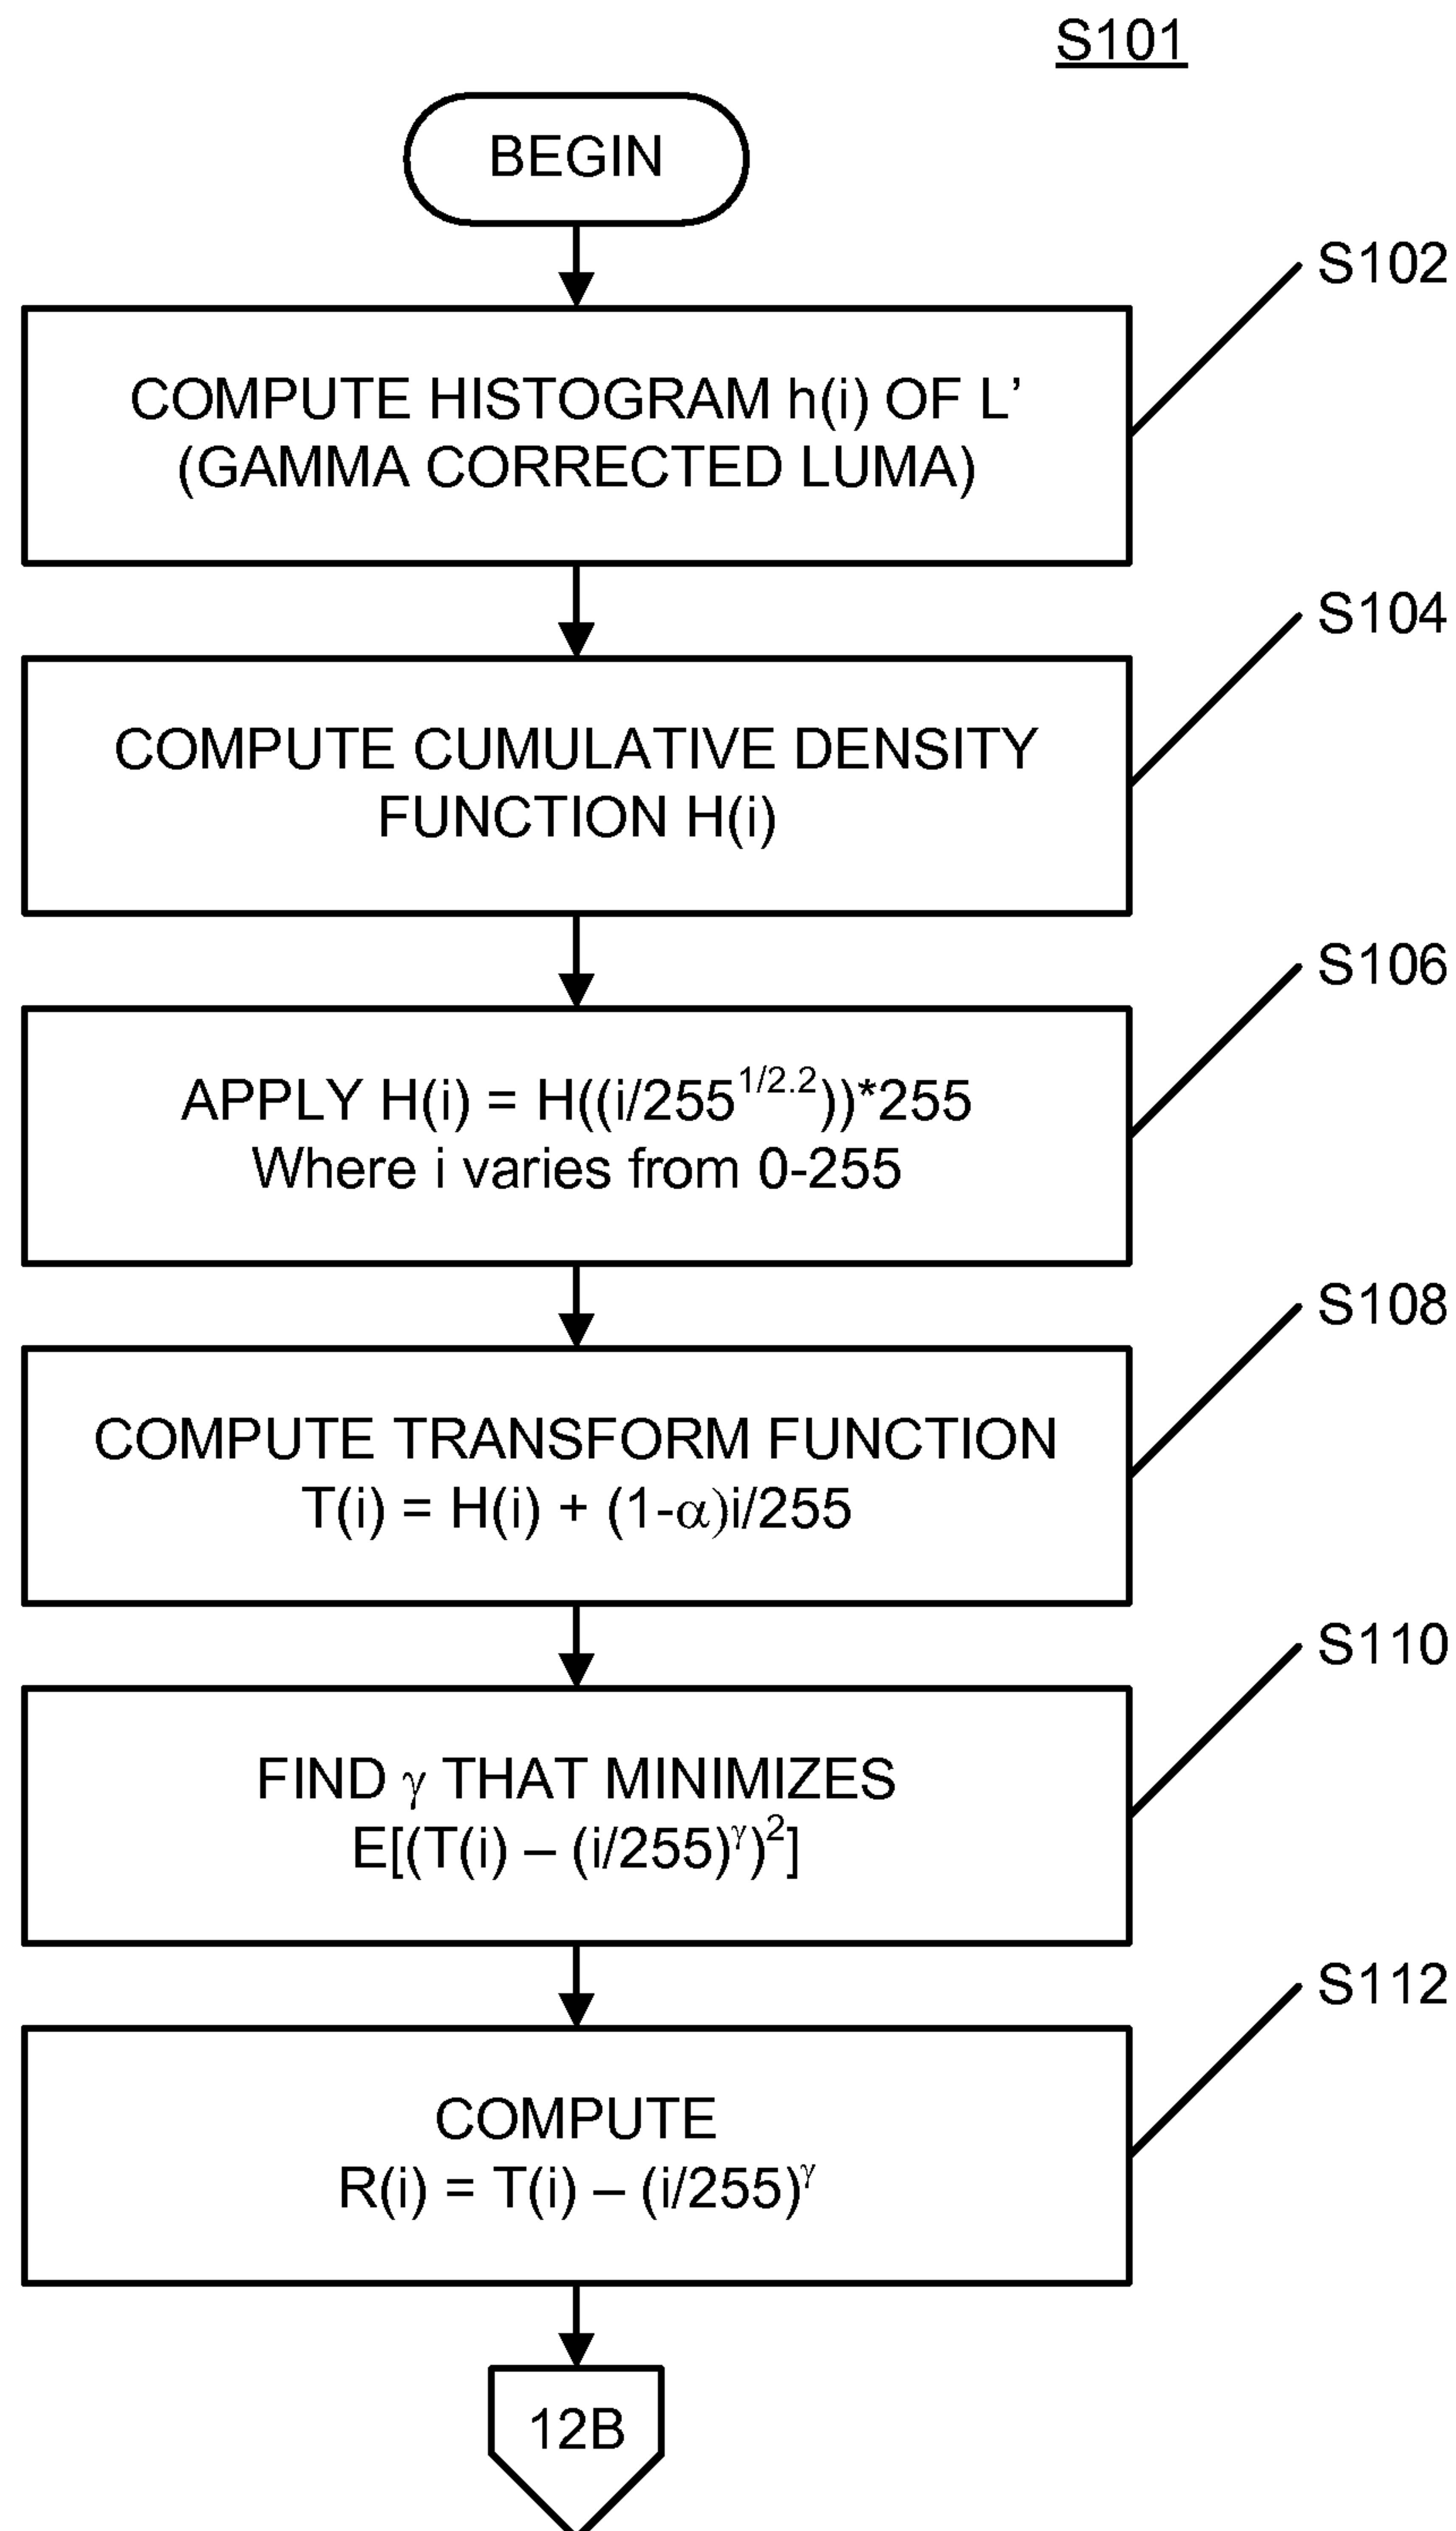 S101
BEGIN
S102
COMPUTE HISTOGRAM h(i) OF L’
(GAMMA CORRECTED LUMA)
S104
COMPUTE CUMULATIVE DENSITY
FUNCTION H(i)
S106
APPLY H(i) = H((i/255^1/2.2))*255
Where i varies from 0-255
S108
COMPUTE TRANSFORM FUNCTION
T(i) = H(i) + (1-α)i/255
S110
FIND γ THAT MINIMIZES
E[(T(i) – (i/255)^γ)^2]
S112
COMPUTE
R(i) = T(i) – (i/255)^γ
12B